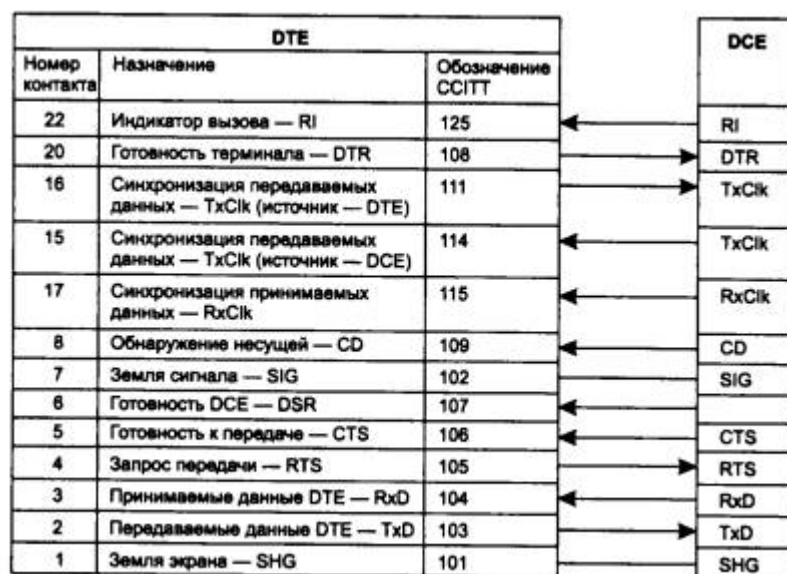 DTE
DCE
Номер контакта
Назначение
Обозначение CCITT
22 Индикатор вызова — RI 125 RI
20 Готовность терминала — DTR 108 DTR
16 Синхронизация передаваемых 111 TxClk
данных — TxClk (источник — DTE)
15 Синхронизация передаваемых 114 TxClk
данных — TxClk (источник — DCE)
17 Синхронизация принимаемых 115 RxClk
данных — RxClk
8 Обнаружение несущей — CD 109 CD
7 Земля сигнала — SIG 102 SIG
6 Готовность DCE — DSR 107
5 Готовность к передаче — CTS 106 CTS
4 Запрос передачи — RTS 105 RTS
3 Принимаемые данные DTE — RxD 104 RxD
2 Передаваемые данные DTE — TxD 103 TxD
1 Земля экрана — SHG 101 SHG